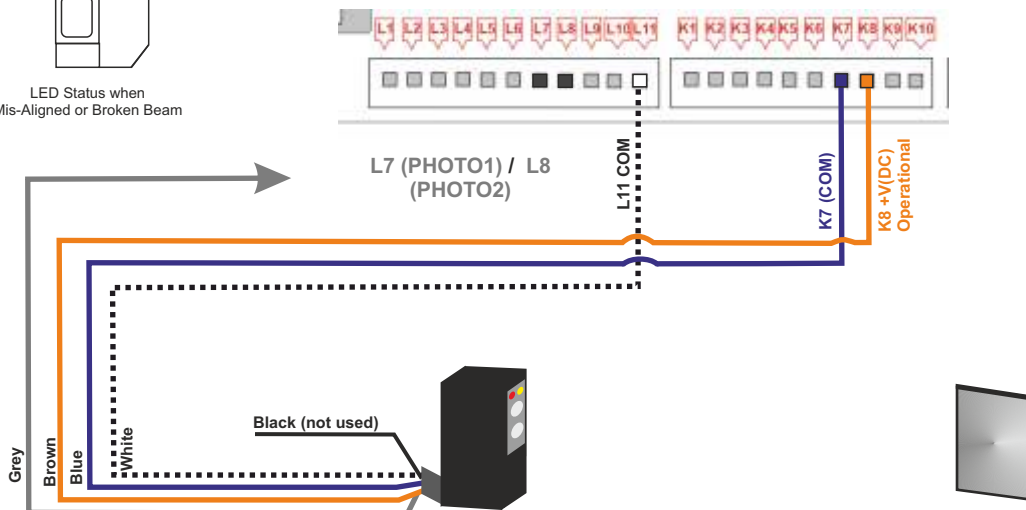 LED Status when
Mis-Aligned or Broken Beam
L1 L2 L3 L4 L5 L6 L7 L8 L9 L10 L11 K1 K2 K3 K4 K5 K6 K7 K8 K9 K10
L7 (PHOTO1) / L8
(PHOTO2)
L11 COM
K7 (COM)
K8 +V(DC)
Operational
Black (not used)
Grey
Brown
Blue
White